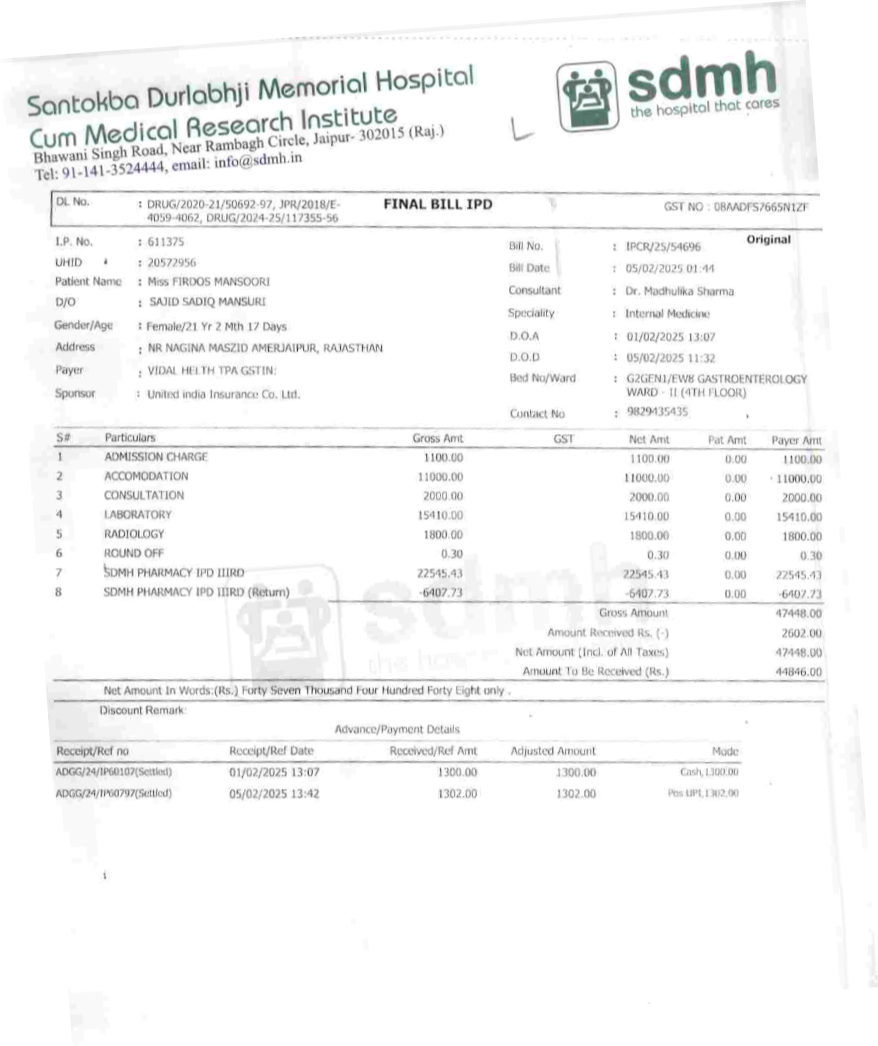 Santokba Durlabhji Memorial Hospital
Cum Medical Research Institute
Bhawani Singh Road, Near Rambagh Circle, Jaipur- 302015 (Raj.)
Tel: 91-141-3524444, email: info@sdmh.in
sdmh
the hospital that cares
DL No. : DRUG/2020-21/50692-97, JPR/2018/E-4059-4062, DRUG/2024-25/117355-56
FINAL BILL IPD
GST NO : 08AADFS7665N1ZF
Original
I.P. No. : 611375
UHID : 20572956
Patient Name : Miss FIRDOS MANSOORI
D/O : SAJID SADIQ MANSURI
Gender/Age : Female/21 Yr 2 Mth 17 Days
Address : NR NAGINA MASZID AMERJAIPUR, RAJASTHAN
Payer : VIDAL HELTH TPA GSTIN:
Sponsor : United india Insurance Co. Ltd.
Bill No. : IPCR/25/54696
Bill Date : 05/02/2025 01:44
Consultant : Dr. Madhulika Sharma
Speciality : Internal Medicine
D.O.A : 01/02/2025 13:07
D.O.D : 05/02/2025 11:32
Bed No/Ward : G2GEN1/EW8 GASTROENTEROLOGY
WARD - II (4TH FLOOR)
Contact No : 9829435435
S# Particulars Gross Amt GST Net Amt Pat Amt Payer Amt
1 ADMISSION CHARGE 1100.00 1100.00 0.00 1100.00
2 ACCOMODATION 11000.00 11000.00 0.00 11000.00
3 CONSULTATION 2000.00 2000.00 0.00 2000.00
4 LABORATORY 15410.00 15410.00 0.00 15410.00
5 RADIOLOGY 1800.00 1800.00 0.00 1800.00
6 ROUND OFF 0.30 0.30 0.00 0.30
7 SDMH PHARMACY IPD IIIRD 22545.43 22545.43 0.00 22545.43
8 SDMH PHARMACY IPD IIIRD (Return) -6407.73 -6407.73 0.00 -6407.73
Gross Amount 47448.00
Amount Received Rs. (-) 2602.00
Net Amount (Incl. of All Taxes) 47448.00
Amount To Be Received (Rs.) 44846.00
Net Amount In Words:(Rs.) Forty Seven Thousand Four Hundred Forty Eight only .
Discount Remark:
Advance/Payment Details
Receipt/Ref no Receipt/Ref Date Received/Ref Amt Adjusted Amount Mode
ADGG/24/IP60107(Settled) 01/02/2025 13:07 1300.00 1300.00 Cash, 1300.00
ADGG/24/IP60797(Settled) 05/02/2025 13:42 1302.00 1302.00 Pos UPI, 1302.00